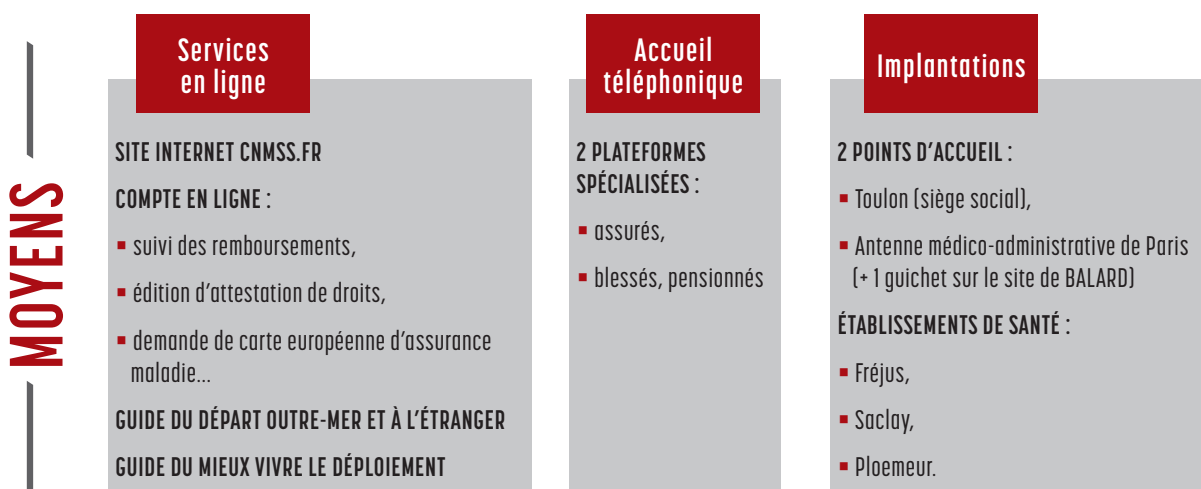 MOYENS
Services
en ligne
SITE INTERNET CNMSS.FR
COMPTE EN LIGNE :
▪ suivi des remboursements,
▪ édition d'attestation de droits,
▪ demande de carte européenne d'assurance
maladie...
GUIDE DU DÉPART OUTRE-MER ET À L'ÉTRANGER
GUIDE DU MIEUX VIVRE LE DÉPLOIEMENT
Accueil
téléphonique
2 PLATEFORMES
SPÉCIALISÉES :
▪ assurés,
▪ blessés, pensionnés
Implantations
2 POINTS D'ACCUEIL :
▪ Toulon (siège social),
▪ Antenne médico-administrative de Paris
(+ 1 guichet sur le site de BALARD)
ÉTABLISSEMENTS DE SANTÉ :
▪ Fréjus,
▪ Saclay,
▪ Ploemeur.